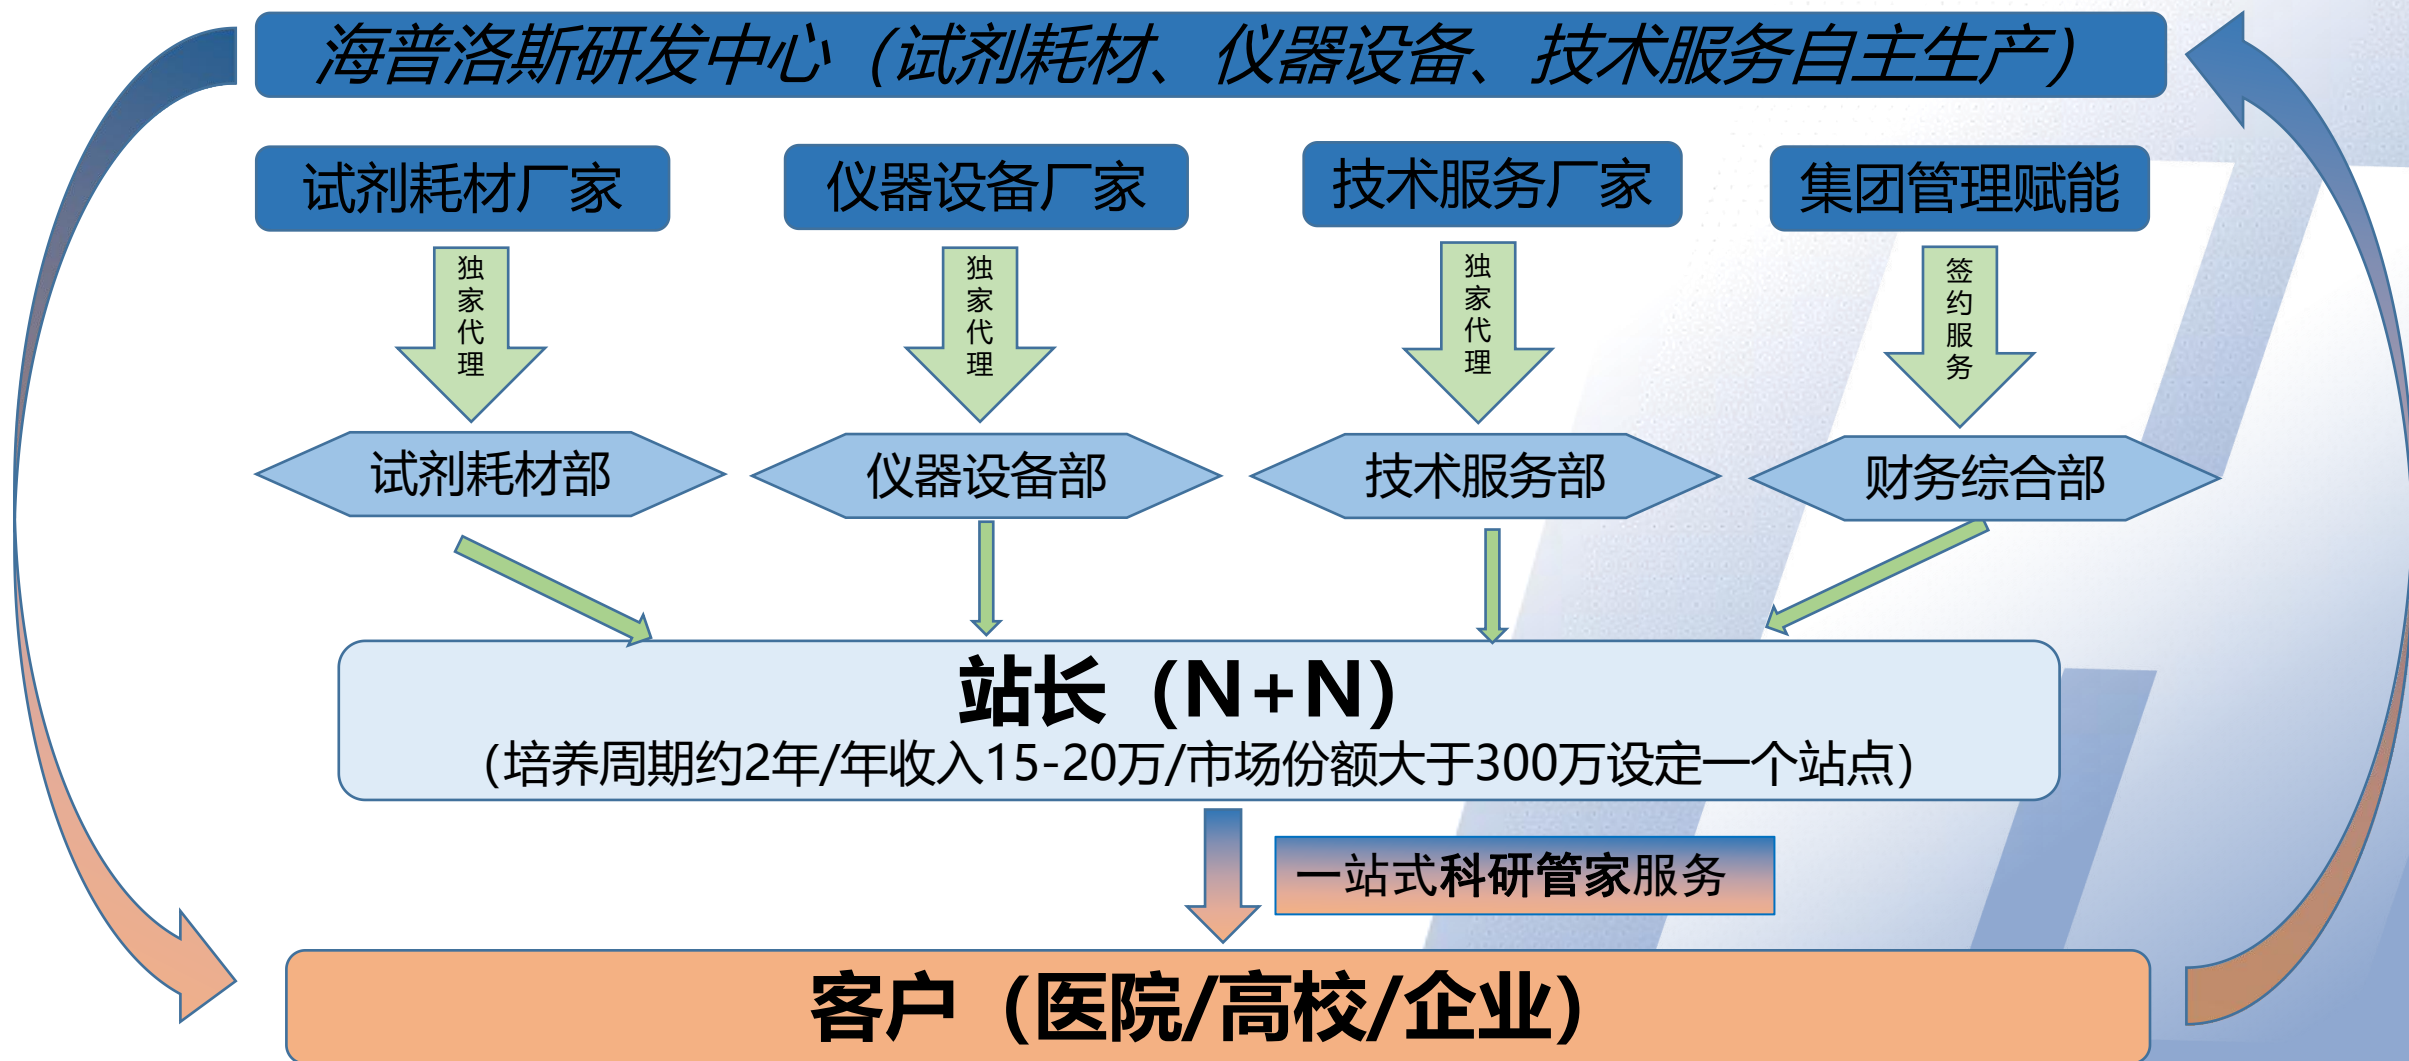 海普洛斯研发中心（试剂耗材、仪器设备、技术服务自主生产）
试剂耗材厂家
仪器设备厂家
技术服务厂家
集团管理赋能
独家代理
独家代理
独家代理
签约服务
试剂耗材部
仪器设备部
技术服务部
财务综合部
站长（N+N）
（培养周期约2年/年收入15-20万/市场份额大于300万设定一个站点）
一站式科研管家服务
客户（医院/高校/企业）